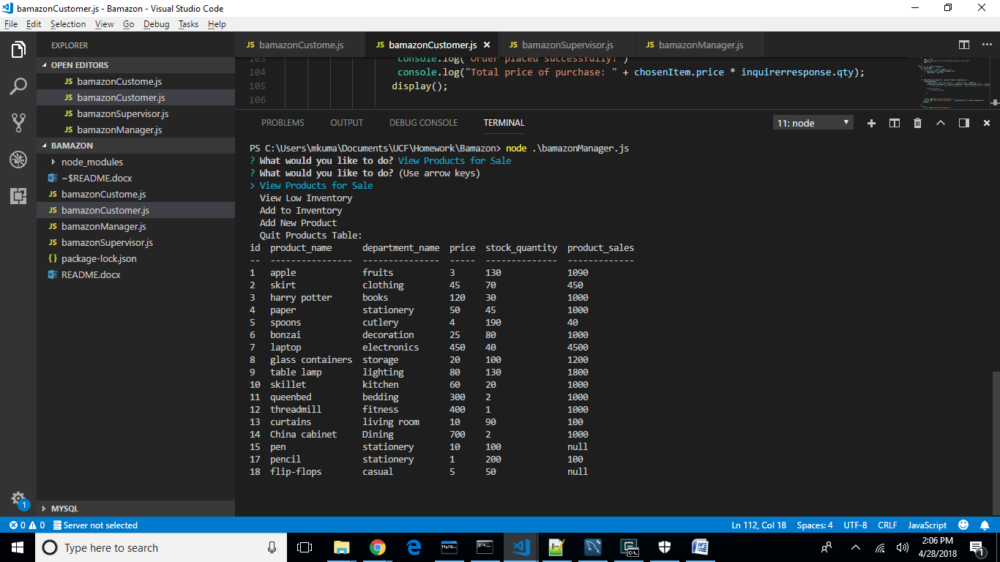 bamazonCustomer.js - Bamazon - Visual Studio Code
File Edit Selection View Go Debug Tasks Help
EXPLORER
OPEN EDITORS
JS bamazonCustome.js
JS bamazonCustomer.js
JS bamazonSupervisor.js
JS bamazonManager.js
BAMAZON
node_modules
~$README.docx
JS bamazonCustome.js
JS bamazonCustomer.js
JS bamazonManager.js
JS bamazonSupervisor.js
{} package-lock.json
README.docx
MYSQL
JS bamazonCustome.js JS bamazonCustomer.js × JS bamazonSupervisor.js JS bamazonManager.js
103 console.log("Order placed successfully!")
104 console.log("Total price of purchase: " + chosenItem.price * inquirerresponse.qty);
105 display();
106
PROBLEMS OUTPUT DEBUG CONSOLE TERMINAL 11: node
PS C:\Users\mkuma\Documents\UCF\Homework\Bamazon> node .\bamazonManager.js
? What would you like to do? View Products for Sale
? What would you like to do? (Use arrow keys)
> View Products for Sale
View Low Inventory
Add to Inventory
Add New Product
Quit Products Table:
id product_name department_name price stock_quantity product_sales
-- ---------------- --------------- ----- -------------- -------------
1 apple fruits 3 130 1090
2 skirt clothing 45 70 450
3 harry potter books 120 30 1000
4 paper stationery 50 45 1000
5 spoons cutlery 4 190 40
6 bonzai decoration 25 80 1000
7 laptop electronics 450 40 4500
8 glass containers storage 20 100 1200
9 table lamp lighting 80 130 1800
10 skillet kitchen 60 20 1000
11 queenbed bedding 300 2 1000
12 threadmill fitness 400 1 1000
13 curtains living room 10 90 100
14 China cabinet Dining 700 2 1000
15 pen stationery 10 100 null
17 pencil stationery 1 200 100
18 flip-flops casual 5 50 null
1
0 0 Server not selected Ln 112, Col 18 Spaces: 4 UTF-8 CRLF JavaScript
Type here to search
2:06 PM
4/28/2018
1